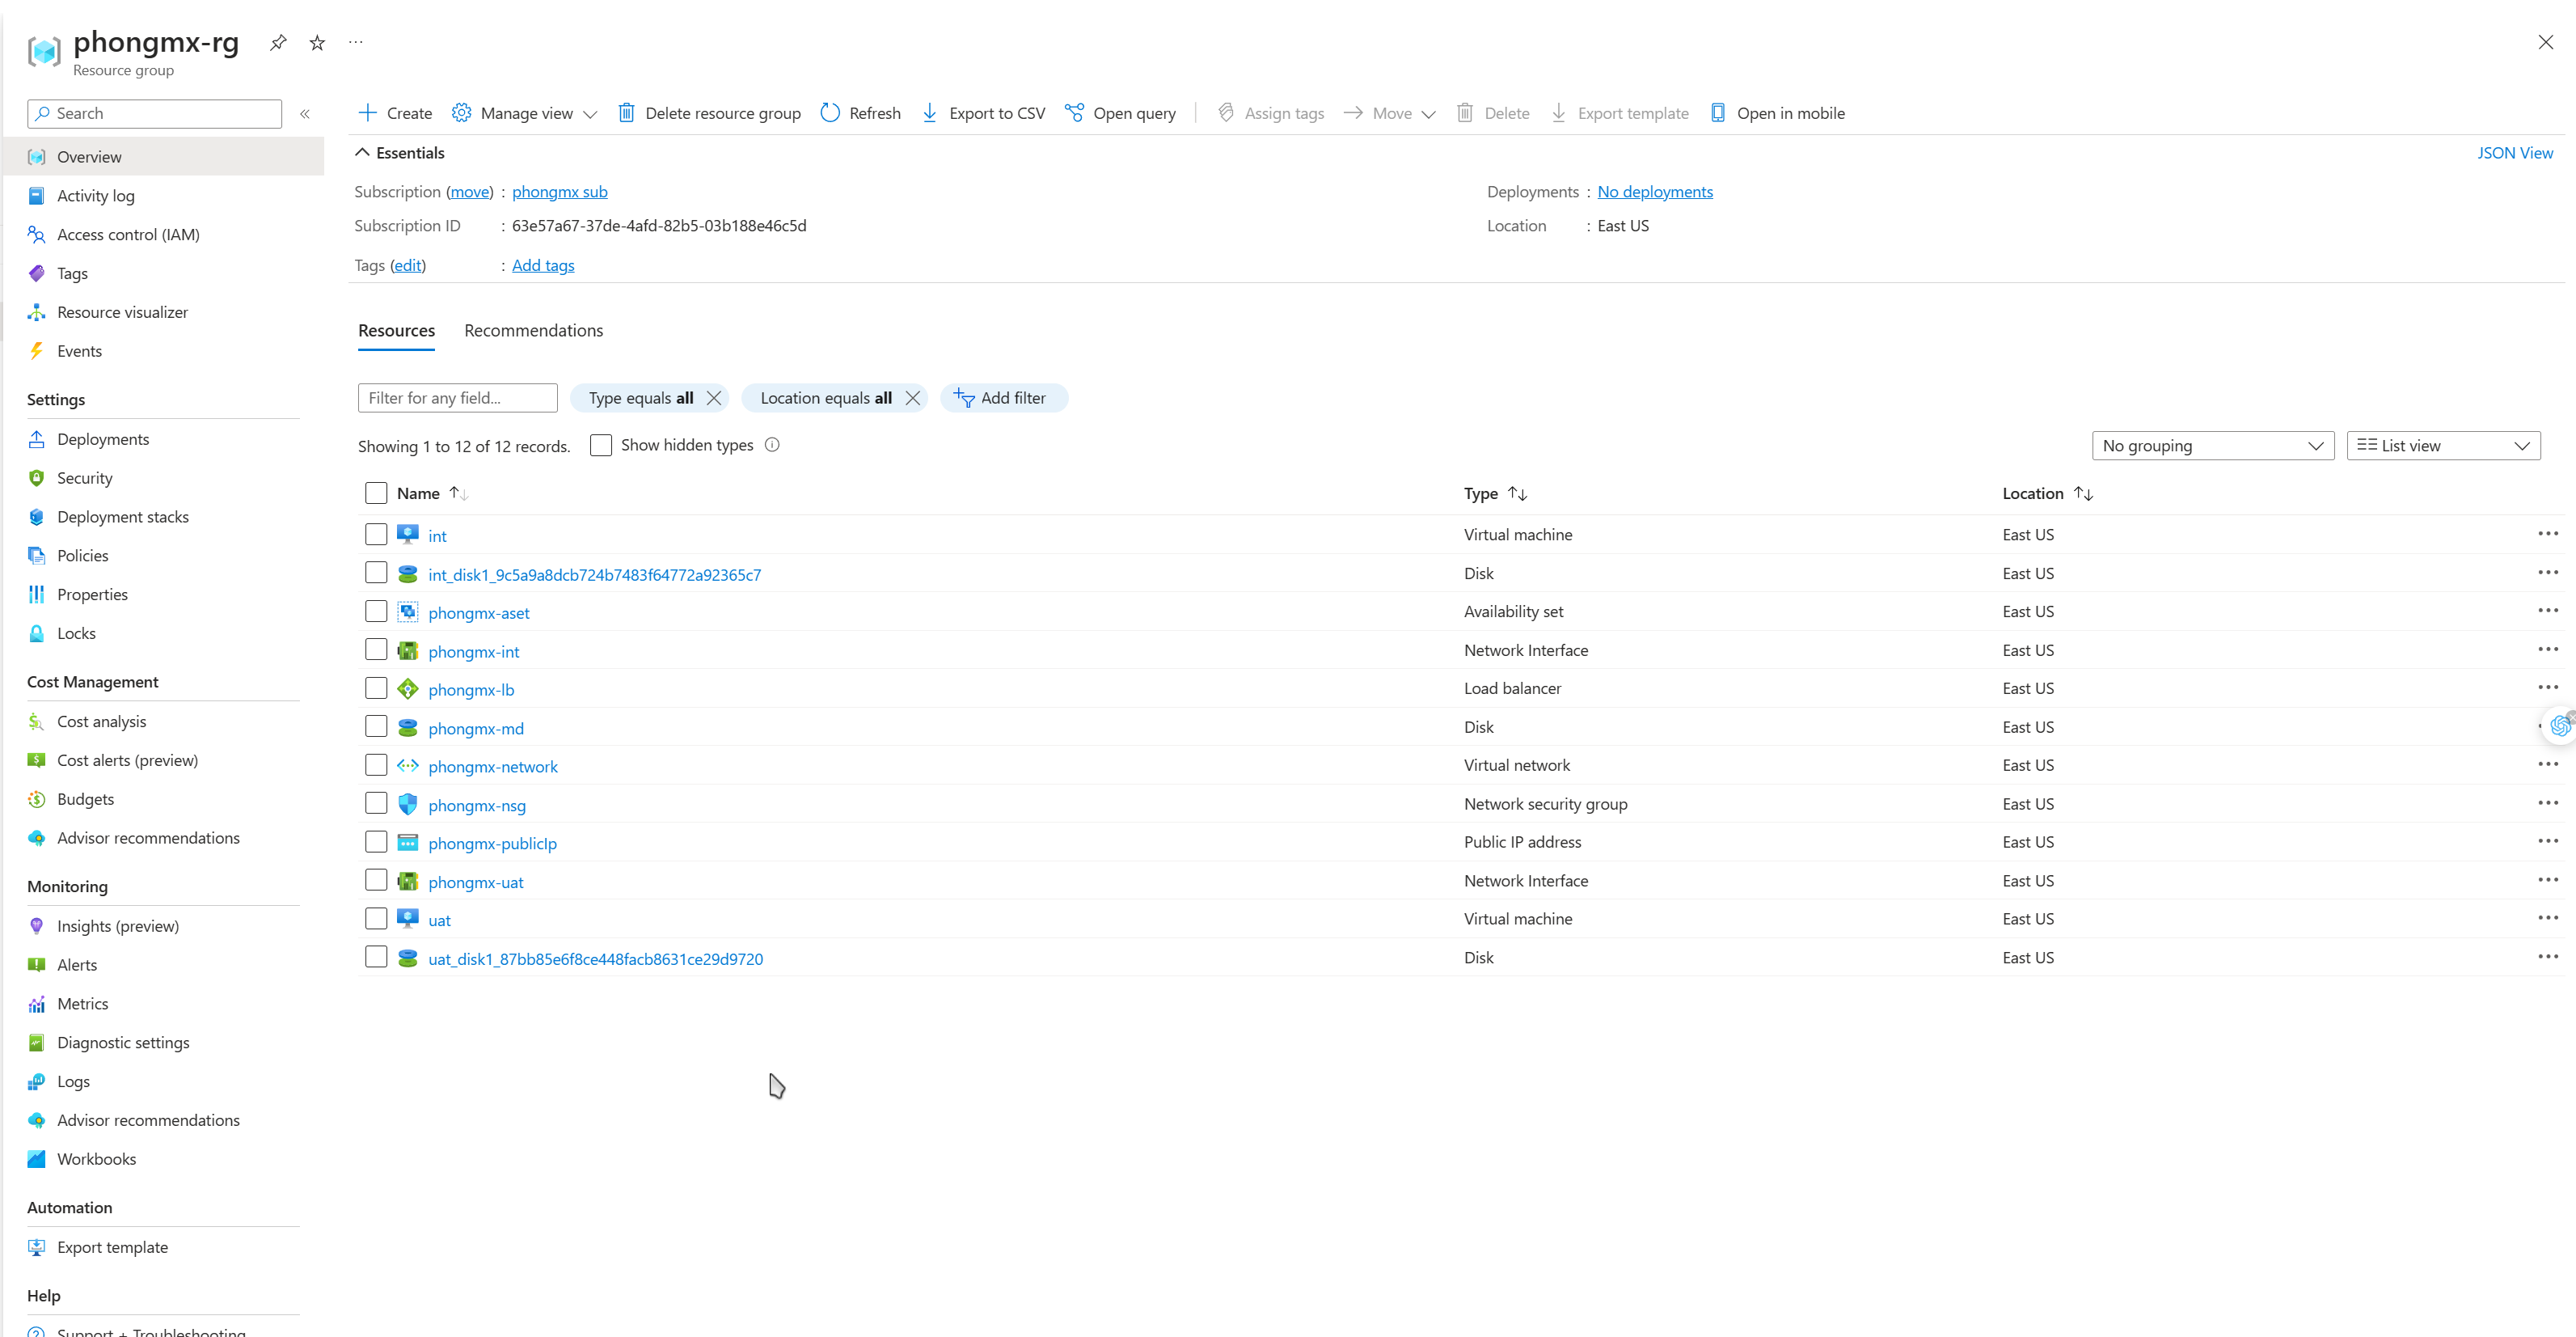 phongmx-rg
Resource group
Search
Create
Manage view
Delete resource group
Refresh
Export to CSV
Open query
Assign tags
Move
Delete
Export template
Open in mobile
Overview
Activity log
Access control (IAM)
Tags
Resource visualizer
Events
Settings
Deployments
Security
Deployment stacks
Policies
Properties
Locks
Cost Management
Cost analysis
Cost alerts (preview)
Budgets
Advisor recommendations
Monitoring
Insights (preview)
Alerts
Metrics
Diagnostic settings
Logs
Advisor recommendations
Workbooks
Automation
Export template
Help
Support + Troubleshooting
Essentials
JSON View
Subscription (move) : phongmx sub
Deployments : No deployments
Subscription ID : 63e57a67-37de-4afd-82b5-03b188e46c5d
Location : East US
Tags (edit) : Add tags
Resources
Recommendations
Filter for any field...
Type equals all
Location equals all
Add filter
Showing 1 to 12 of 12 records.
Show hidden types
No grouping
List view
Name Type Location
int Virtual machine East US
int_disk1_9c5a9a8dcb724b7483f64772a92365c7 Disk East US
phongmx-aset Availability set East US
phongmx-int Network Interface East US
phongmx-lb Load balancer East US
phongmx-md Disk East US
phongmx-network Virtual network East US
phongmx-nsg Network security group East US
phongmx-publicIp Public IP address East US
phongmx-uat Network Interface East US
uat Virtual machine East US
uat_disk1_87bb85e6f8ce448facb8631ce29d9720 Disk East US